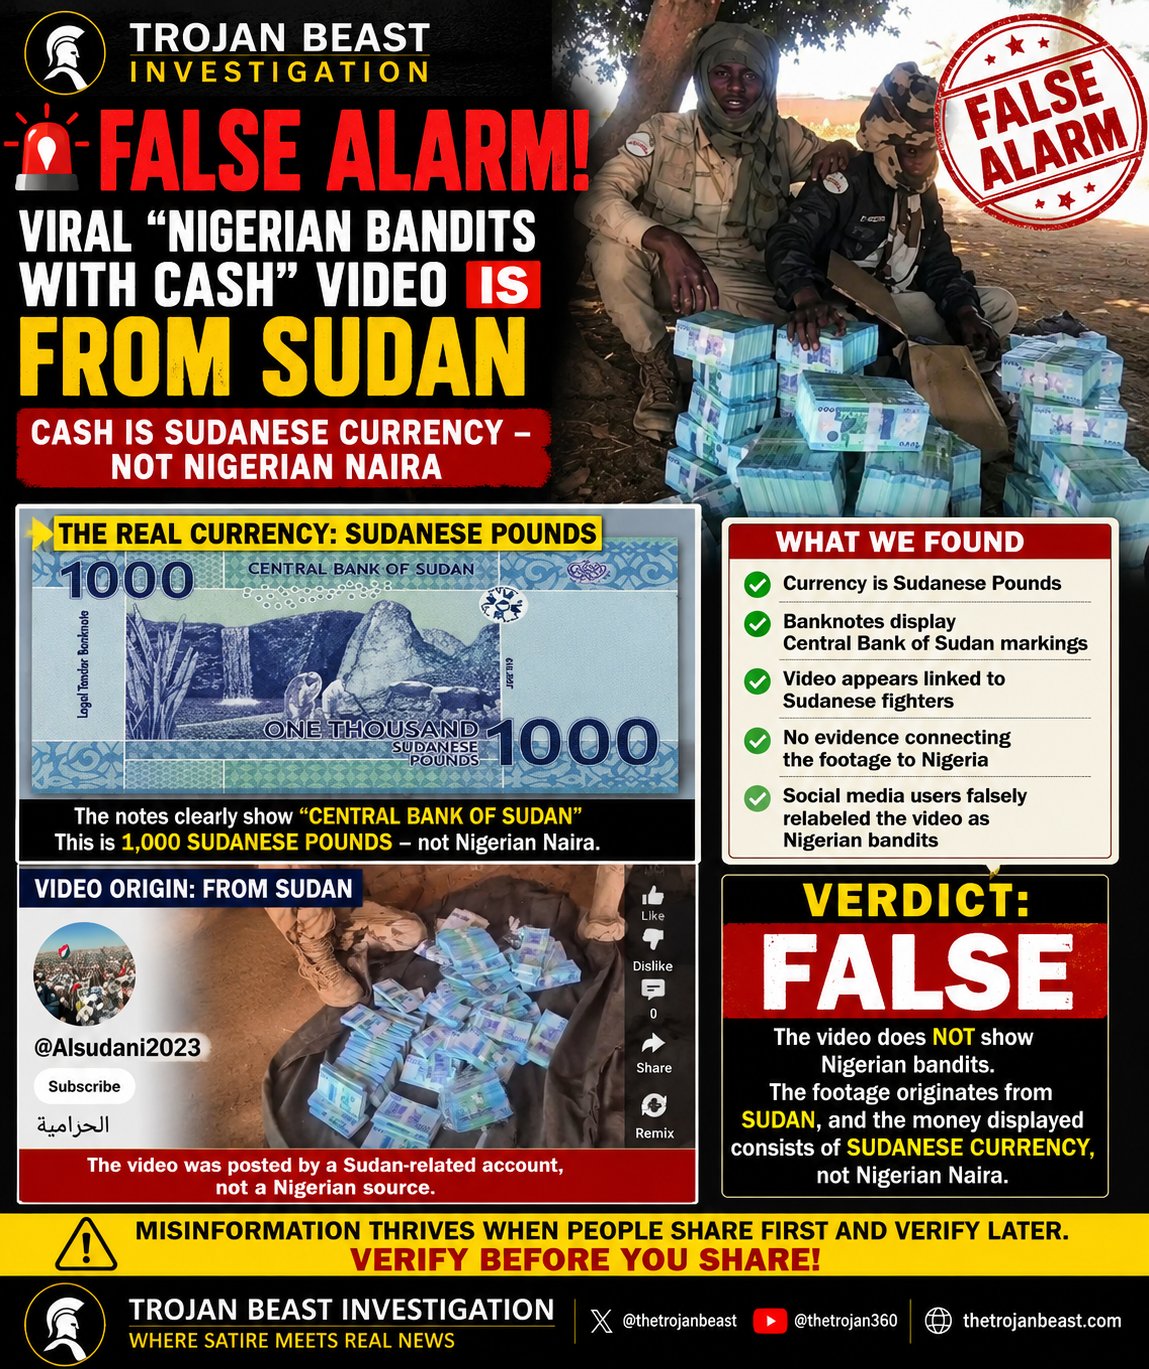 TROJAN BEAST
INVESTIGATION
FALSE ALARM!
VIRAL “NIGERIAN BANDITS
WITH CASH” VIDEO IS
FROM SUDAN
CASH IS SUDANESE CURRENCY –
NOT NIGERIAN NAIRA
FALSE
ALARM
THE REAL CURRENCY: SUDANESE POUNDS
1000
CENTRAL BANK OF SUDAN
Legal Tender Banknote
ONE THOUSAND
SUDANESE
POUNDS
1000
The notes clearly show “CENTRAL BANK OF SUDAN”
This is 1,000 SUDANESE POUNDS – not Nigerian Naira.
WHAT WE FOUND
Currency is Sudanese Pounds
Banknotes display
Central Bank of Sudan markings
Video appears linked to
Sudanese fighters
No evidence connecting
the footage to Nigeria
Social media users falsely
relabeled the video as
Nigerian bandits
VIDEO ORIGIN: FROM SUDAN
@Alsudani2023
Subscribe
الحزامية
Like
Dislike
0
Share
Remix
The video was posted by a Sudan-related account,
not a Nigerian source.
VERDICT:
FALSE
The video does NOT show
Nigerian bandits.
The footage originates from
SUDAN, and the money displayed
consists of SUDANESE CURRENCY,
not Nigerian Naira.
MISINFORMATION THRIVES WHEN PEOPLE SHARE FIRST AND VERIFY LATER.
VERIFY BEFORE YOU SHARE!
TROJAN BEAST INVESTIGATION
WHERE SATIRE MEETS REAL NEWS
@thetrojanbeast
@thetrojan360
thetrojanbeast.com